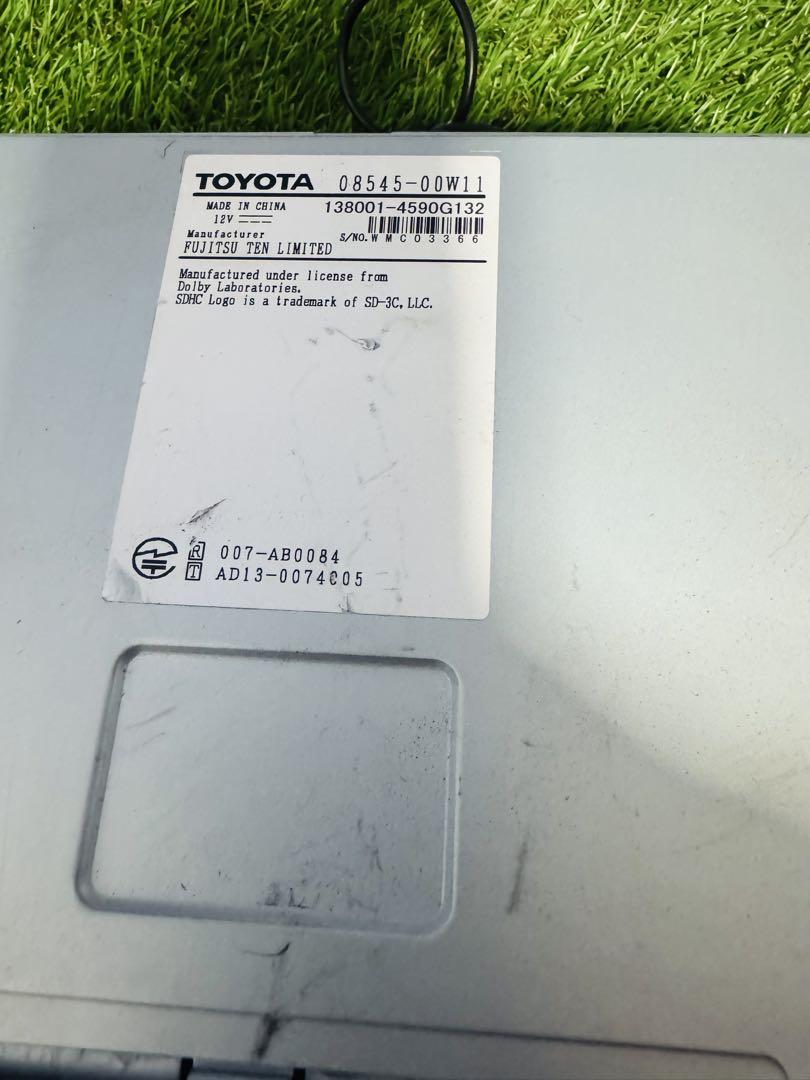 TOYOTA 08545-00W11
MADE IN CHINA 138001-4590G132
12V
Manufacturer S/NO. WMC03366
FUJITSU TEN LIMITED
Manufactured under license from
Dolby Laboratories.
SDHC Logo is a trademark of SD-3C, LLC.
R 007-AB0084
T AD13-0074005